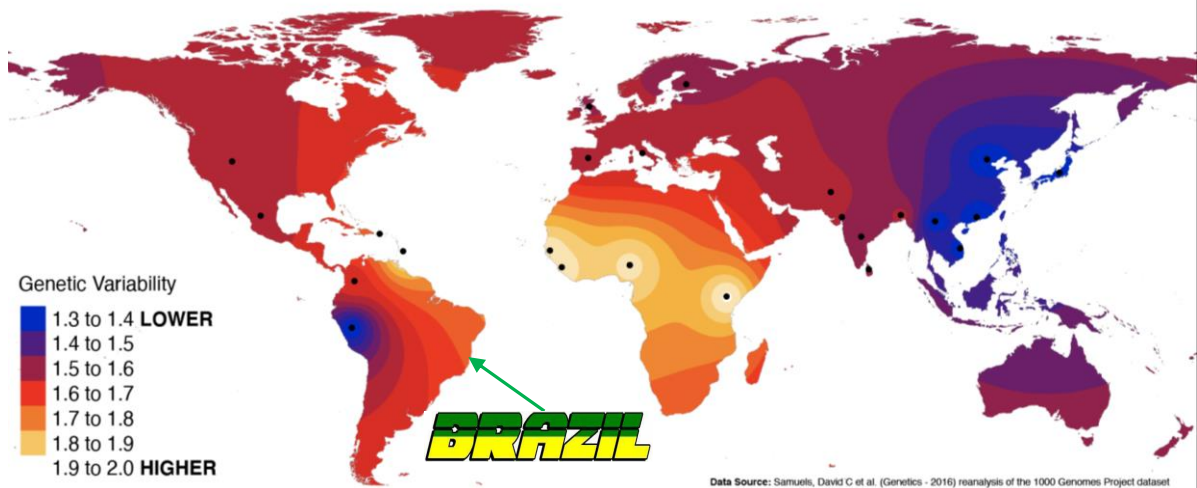 Genetic Variability
1.3 to 1.4 LOWER
1.4 to 1.5
1.5 to 1.6
1.6 to 1.7
1.7 to 1.8
1.8 to 1.9
1.9 to 2.0 HIGHER
BRAZIL
Data Source: Samuels, David C et al. (Genetics - 2016) reanalysis of the 1000 Genomes Project dataset